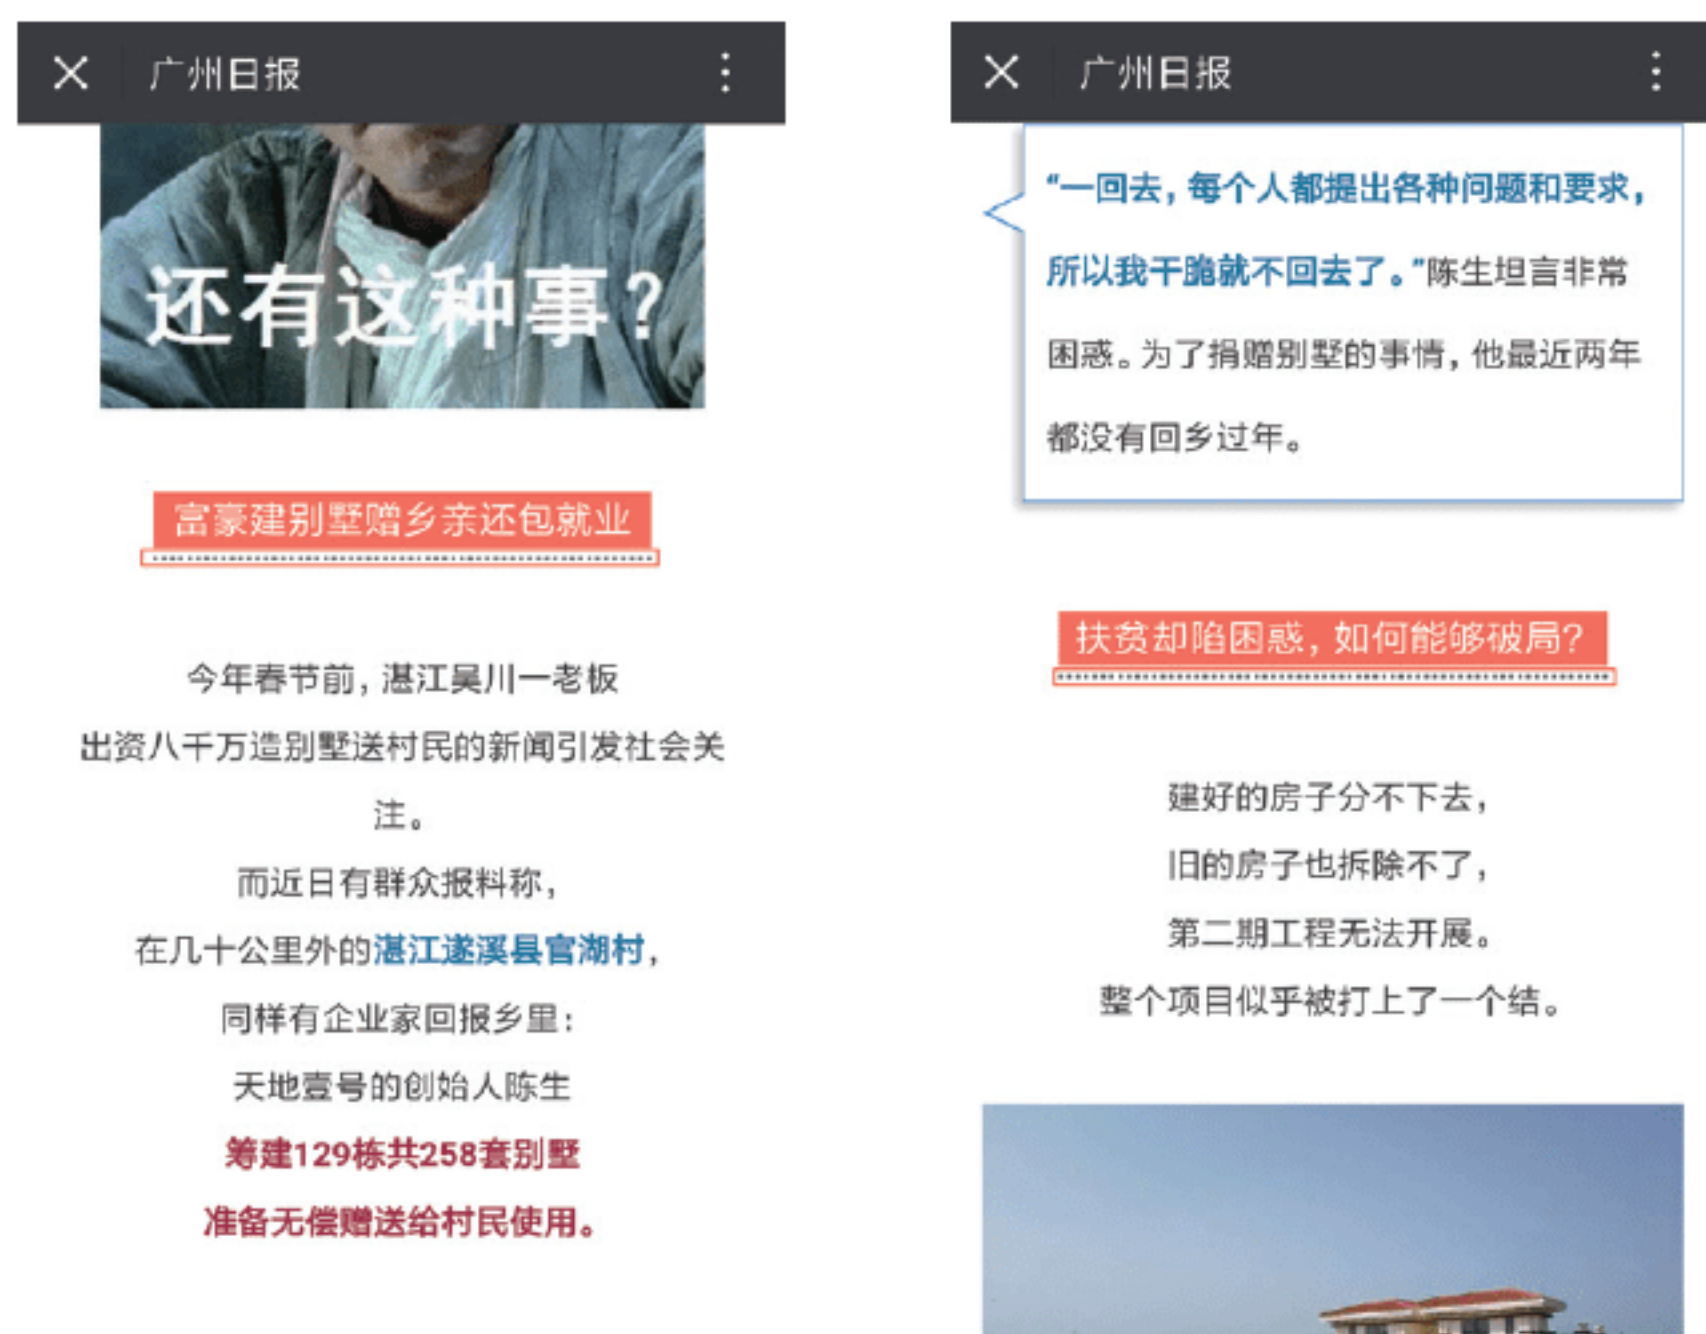 广州日报
还有这种事？
富豪建别墅赠乡亲还包就业
今年春节前，湛江吴川一老板
出资八千万造别墅送村民的新闻引发社会关
注。
而近日有群众报料称，
在几十公里外的湛江遂溪县官湖村，
同样有企业家回报乡里：
天地壹号的创始人陈生
筹建129栋共258套别墅
准备无偿赠送给村民使用。
广州日报
“一回去，每个人都提出各种问题和要求，
所以我干脆就不回去了。”陈生坦言非常
困惑。为了捐赠别墅的事情，他最近两年
都没有回乡过年。
扶贫却陷困惑，如何能够破局？
建好的房子分不下去，
旧的房子也拆除不了，
第二期工程无法开展。
整个项目似乎被打上了一个结。